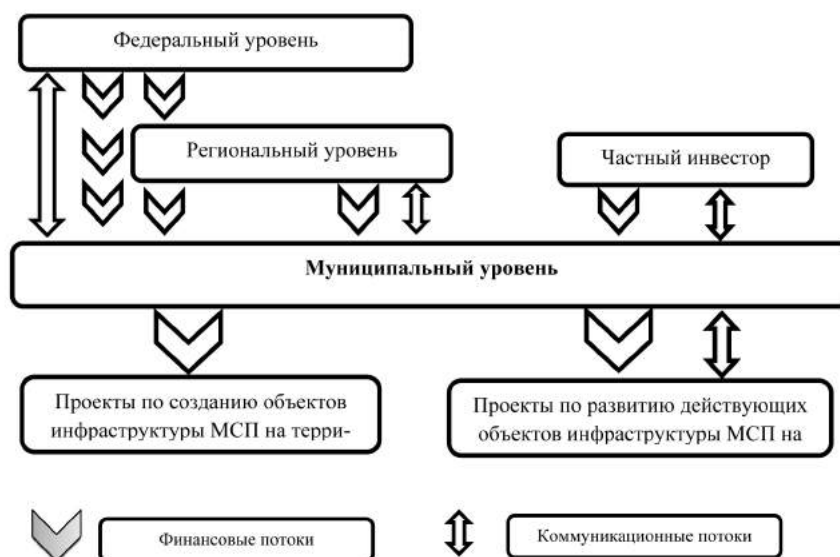 Федеральный уровень
Региональный уровень
Частный инвестор
Муниципальный уровень
Проекты по созданию объектов
инфраструктуры МСП на терри-
Проекты по развитию действующих
объектов инфраструктуры МСП на
Финансовые потоки
Коммуникационные потоки